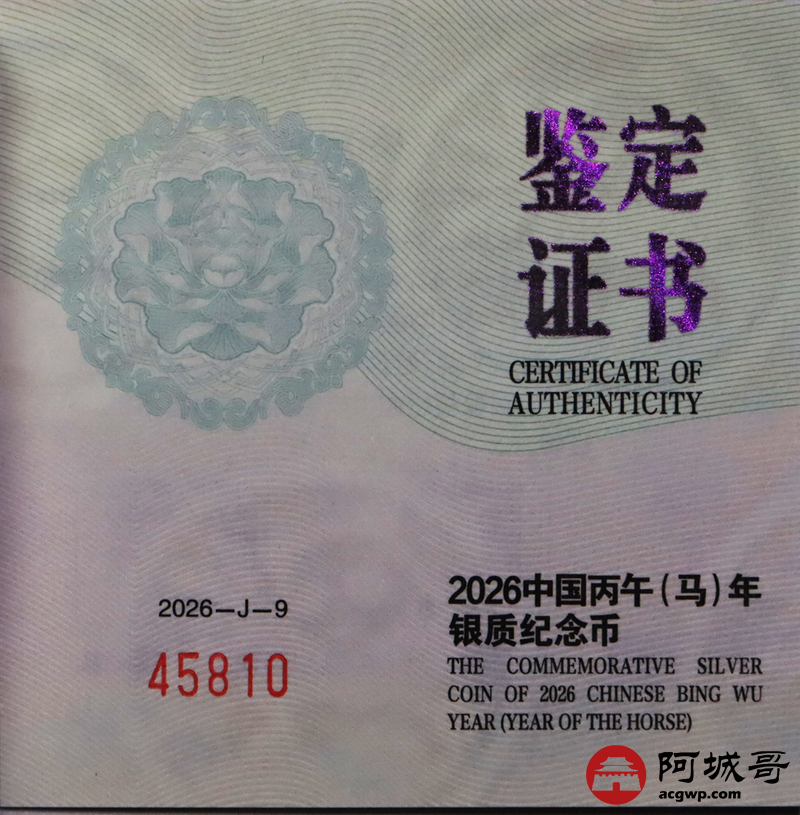 鉴定
证书
CERTIFICATE OF
AUTHENTICITY
2026-J-9
45810
2026中国丙午(马)年
银质纪念币
THE COMMEMORATIVE SILVER
COIN OF 2026 CHINESE BING WU
YEAR (YEAR OF THE HORSE)
阿城哥
acgwp.com